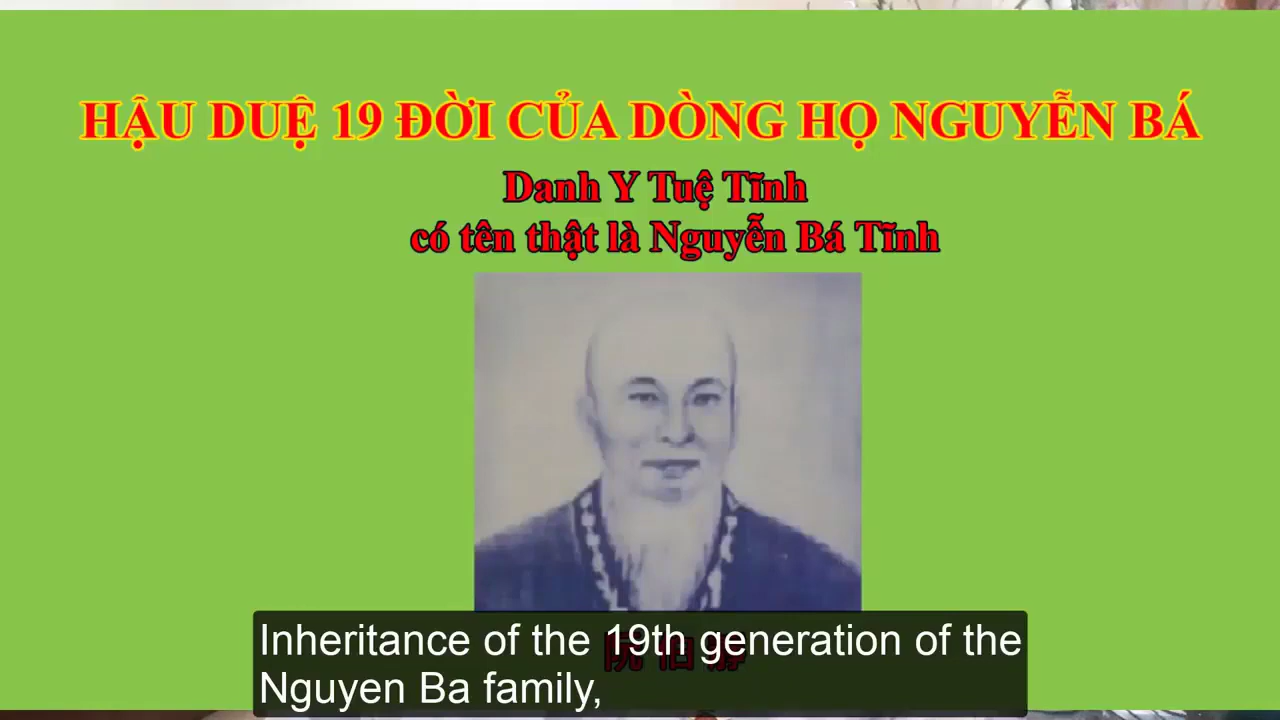 HẬU DUỆ 19 ĐỜI CỦA DÒNG HỌ NGUYỄN BÁ
Danh Y Tuệ Tĩnh
có tên thật là Nguyễn Bá Tĩnh
Inheritance of the 19th generation of the
Nguyen Ba family,